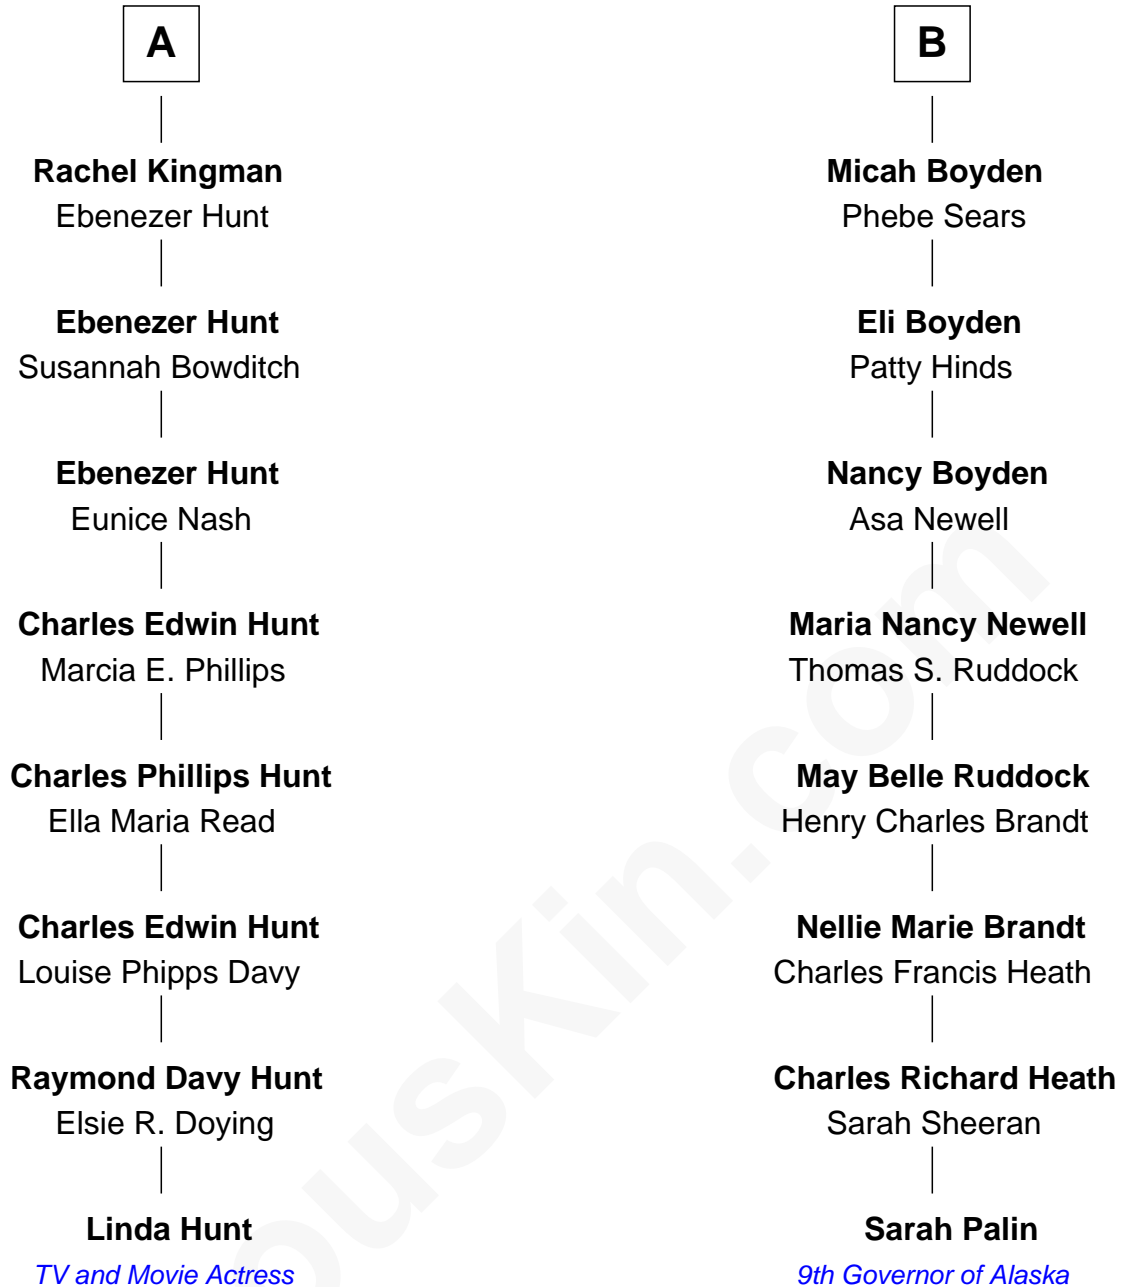 A
Rachel Kingman
Ebenezer Hunt
Ebenezer Hunt
Susannah Bowditch
Ebenezer Hunt
Eunice Nash
Charles Edwin Hunt
Marcia E. Phillips
Charles Phillips Hunt
Ella Maria Read
Charles Edwin Hunt
Louise Phipps Davy
Raymond Davy Hunt
Elsie R. Doying
Linda Hunt
TV and Movie Actress
B
Micah Boyden
Phebe Sears
Eli Boyden
Patty Hinds
Nancy Boyden
Asa Newell
Maria Nancy Newell
Thomas S. Ruddock
May Belle Ruddock
Henry Charles Brandt
Nellie Marie Brandt
Charles Francis Heath
Charles Richard Heath
Sarah Sheeran
Sarah Palin
9th Governor of Alaska
ousKin.com